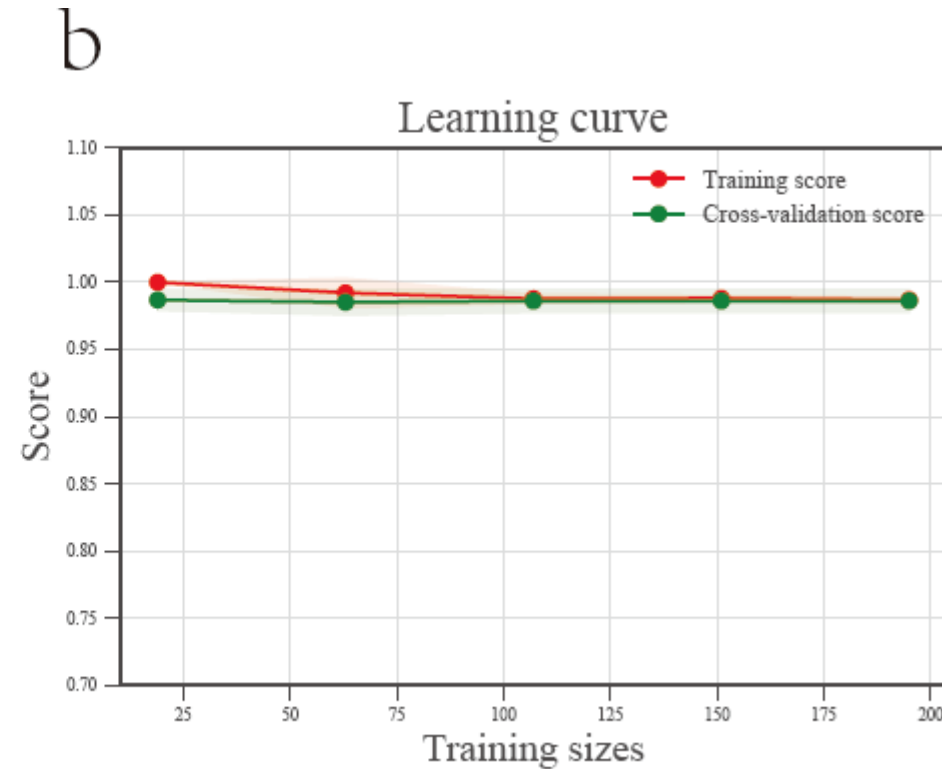 b
Learning curve
Training score
Cross-validation score
1.10
1.05
1.00
0.95
0.90
0.85
0.80
0.75
0.70
Score
25 50 75 100 125 150 175 200
Training sizes